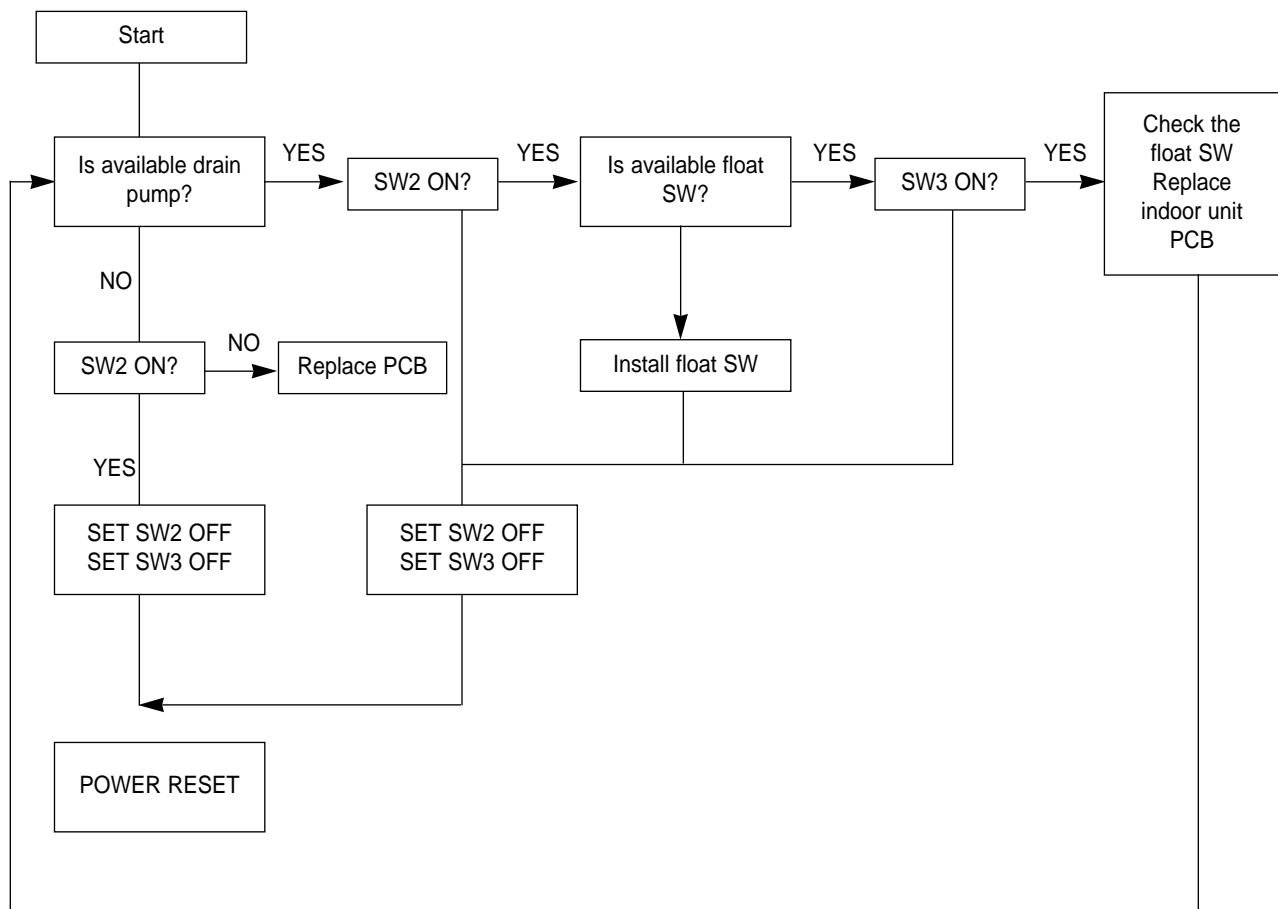 Start
Is available drain
pump?
YES
SW2 ON?
YES
Is available float
SW?
YES
SW3 ON?
YES
Check the
float SW
Replace
indoor unit
PCB
NO
SW2 ON?
NO
Replace PCB
Install float SW
YES
SET SW2 OFF
SET SW3 OFF
SET SW2 OFF
SET SW3 OFF
POWER RESET